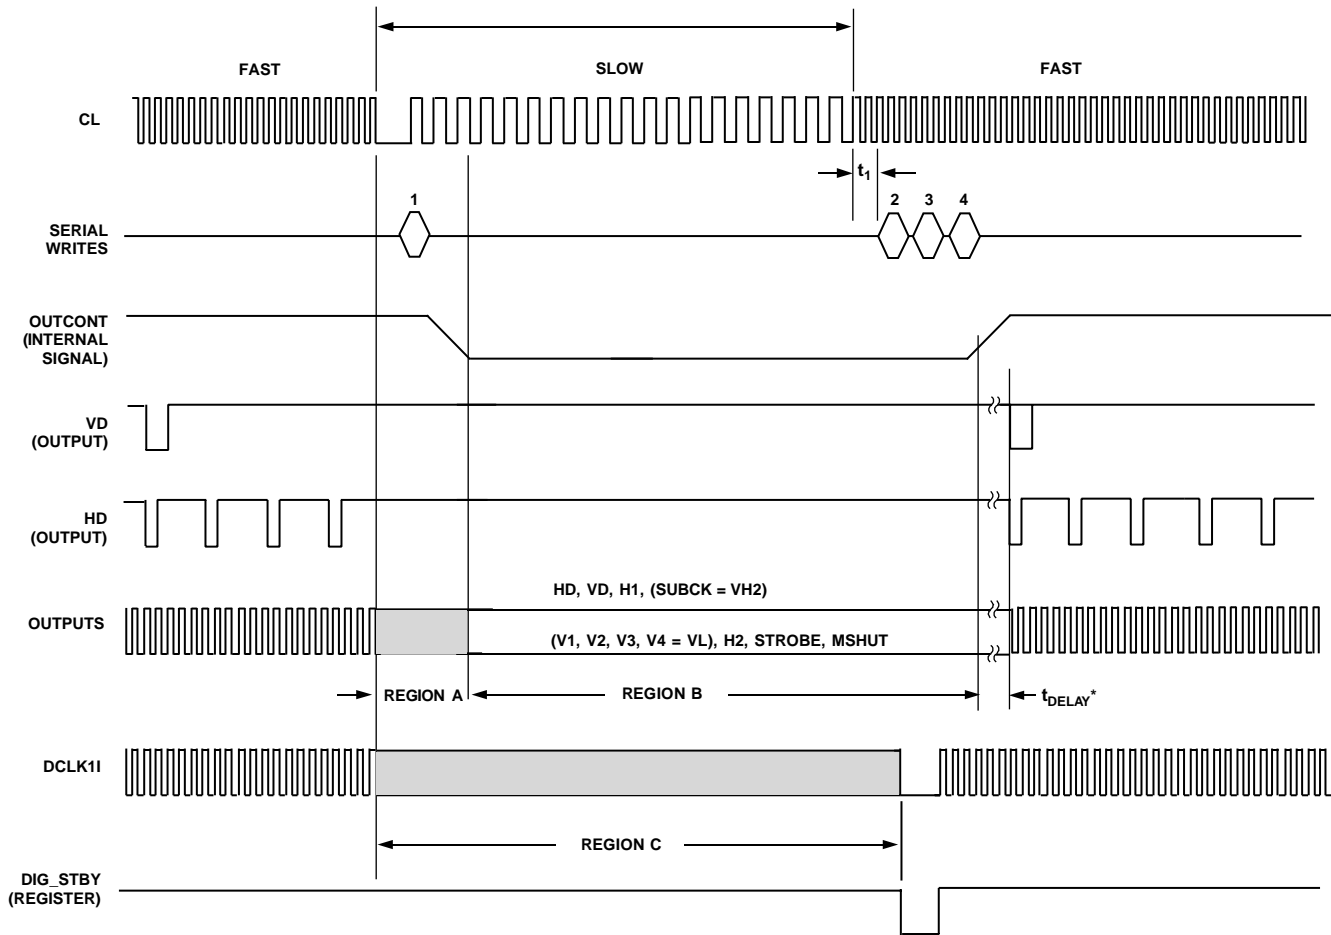 FAST
SLOW
FAST
CL
t1
1
2
3
4
SERIAL
WRITES
OUTCONT
(INTERNAL
SIGNAL)
VD
(OUTPUT)
HD
(OUTPUT)
HD, VD, H1, (SUBCK = VH2)
OUTPUTS
(V1, V2, V3, V4 = VL), H2, STROBE, MSHUT
REGION A
REGION B
tDELAY*
DCLK1I
REGION C
DIG_STBY
(REGISTER)